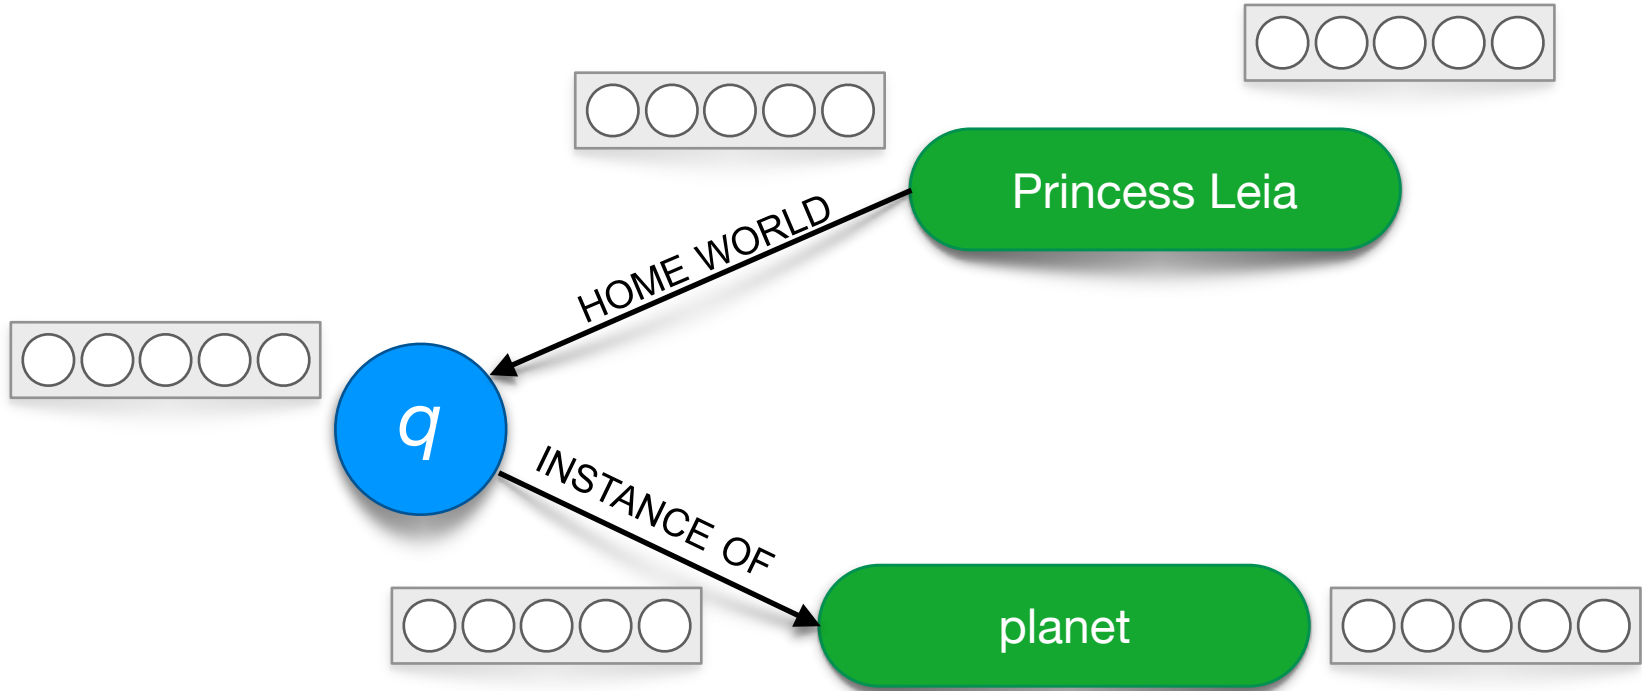 Princess Leia
HOME WORLD
q
INSTANCE OF
planet